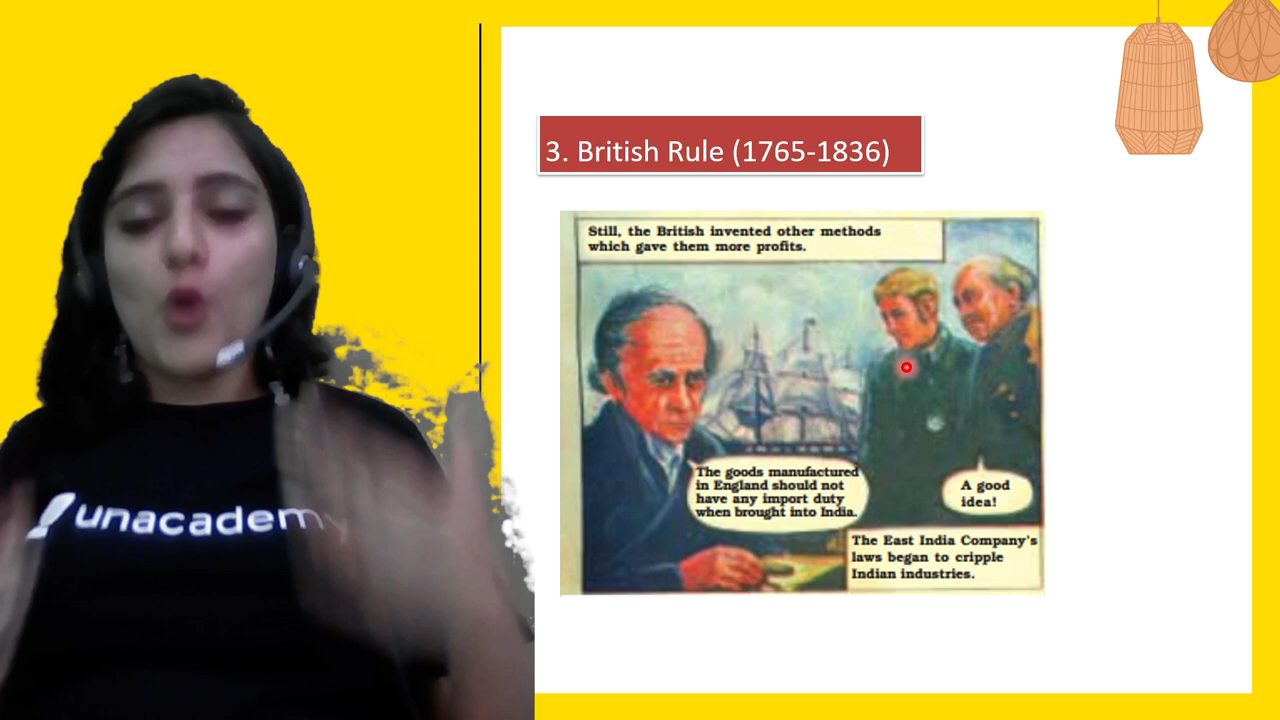 3. British Rule (1765-1836)
Still, the British invented other methods
which gave them more profits.
The goods manufactured
in England should not
have any import duty
when brought into India.
A good
idea!
The East India Company's
laws began to cripple
Indian industries.
unacademy